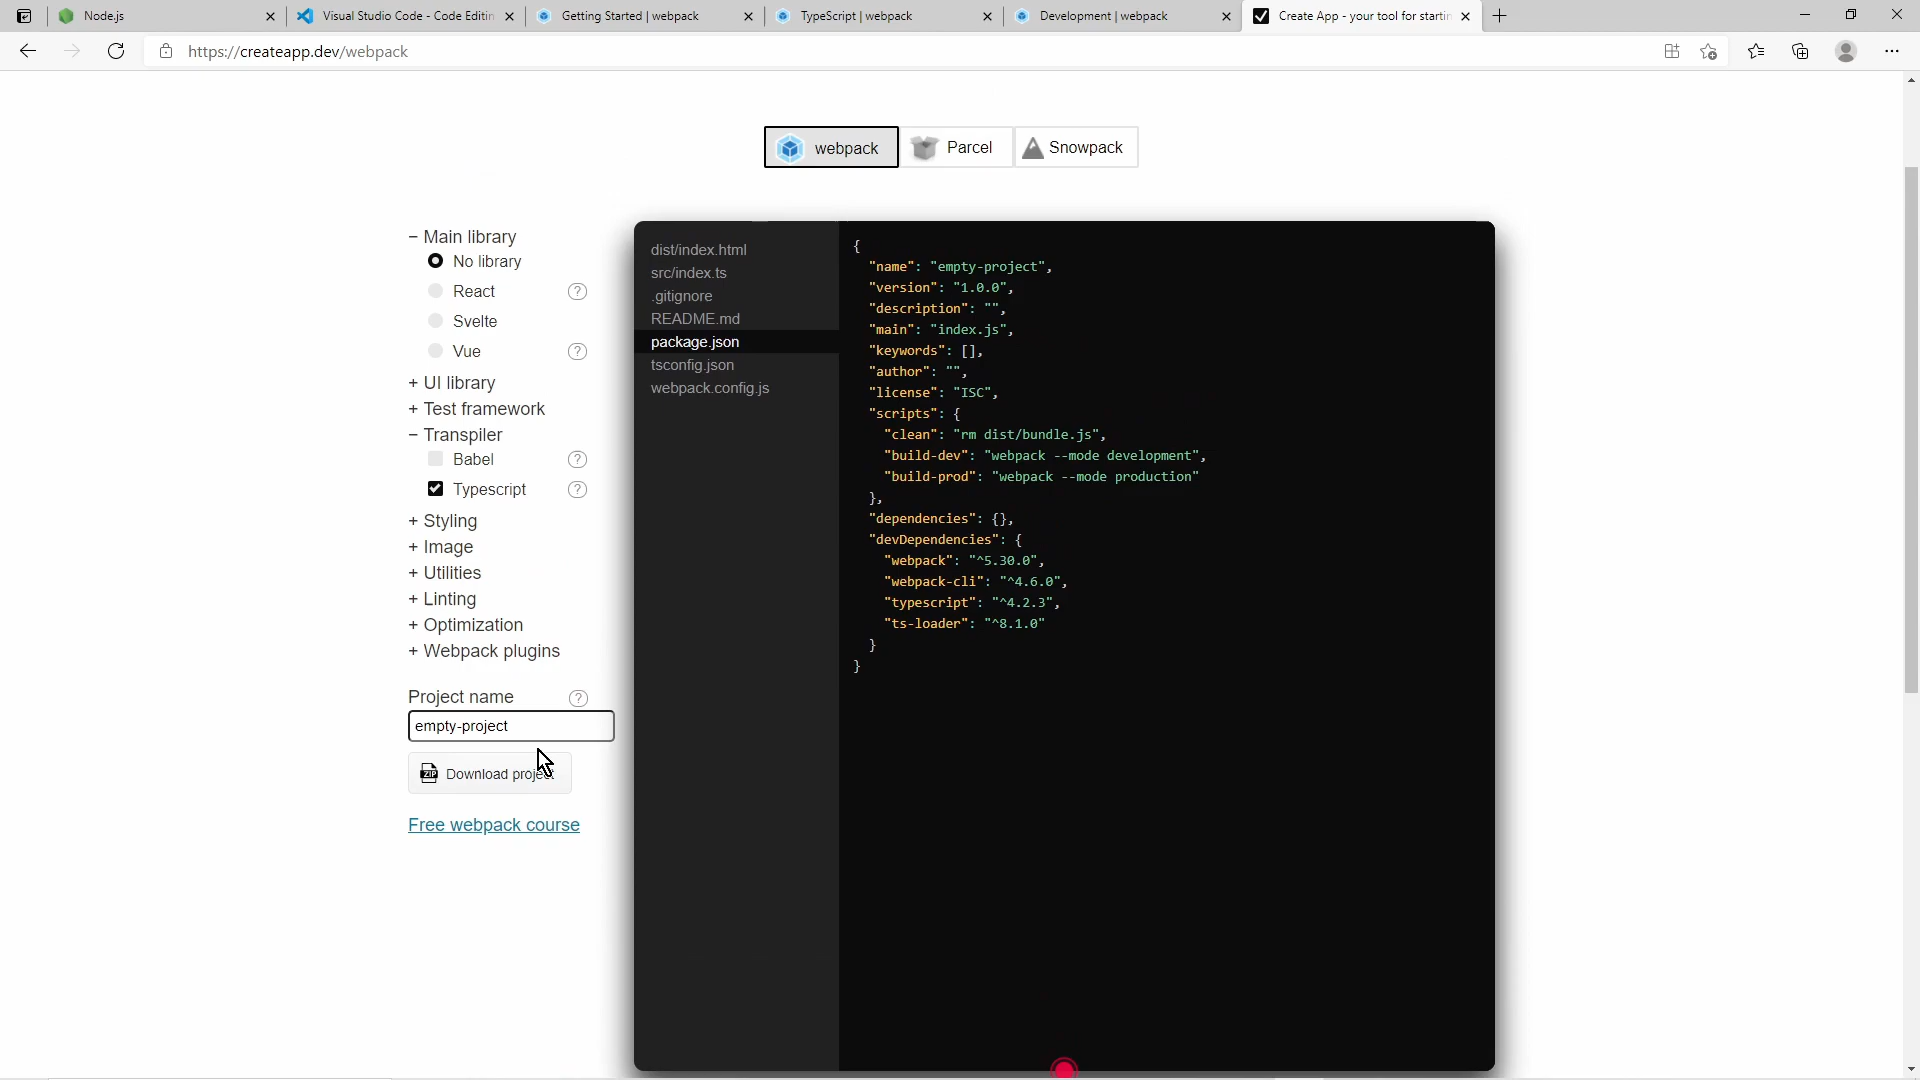 Node.js
Visual Studio Code - Code Editin
Getting Started | webpack
TypeScript | webpack
Development | webpack
Create App - your tool for startin
https://createapp.dev/webpack
webpack
Parcel
Snowpack
− Main library
No library
React ?
Svelte
Vue ?
+ UI library
+ Test framework
− Transpiler
Babel ?
Typescript ?
+ Styling
+ Image
+ Utilities
+ Linting
+ Optimization
+ Webpack plugins
Project name ?
empty-project
ZIP Download project
Free webpack course
dist/index.html
src/index.ts
.gitignore
README.md
package.json
tsconfig.json
webpack.config.js
{
"name": "empty-project",
"version": "1.0.0",
"description": "",
"main": "index.js",
"keywords": [],
"author": "",
"license": "ISC",
"scripts": {
"clean": "rm dist/bundle.js",
"build-dev": "webpack --mode development",
"build-prod": "webpack --mode production"
},
"dependencies": {},
"devDependencies": {
"webpack": "^5.30.0",
"webpack-cli": "^4.6.0",
"typescript": "^4.2.3",
"ts-loader": "^8.1.0"
}
}